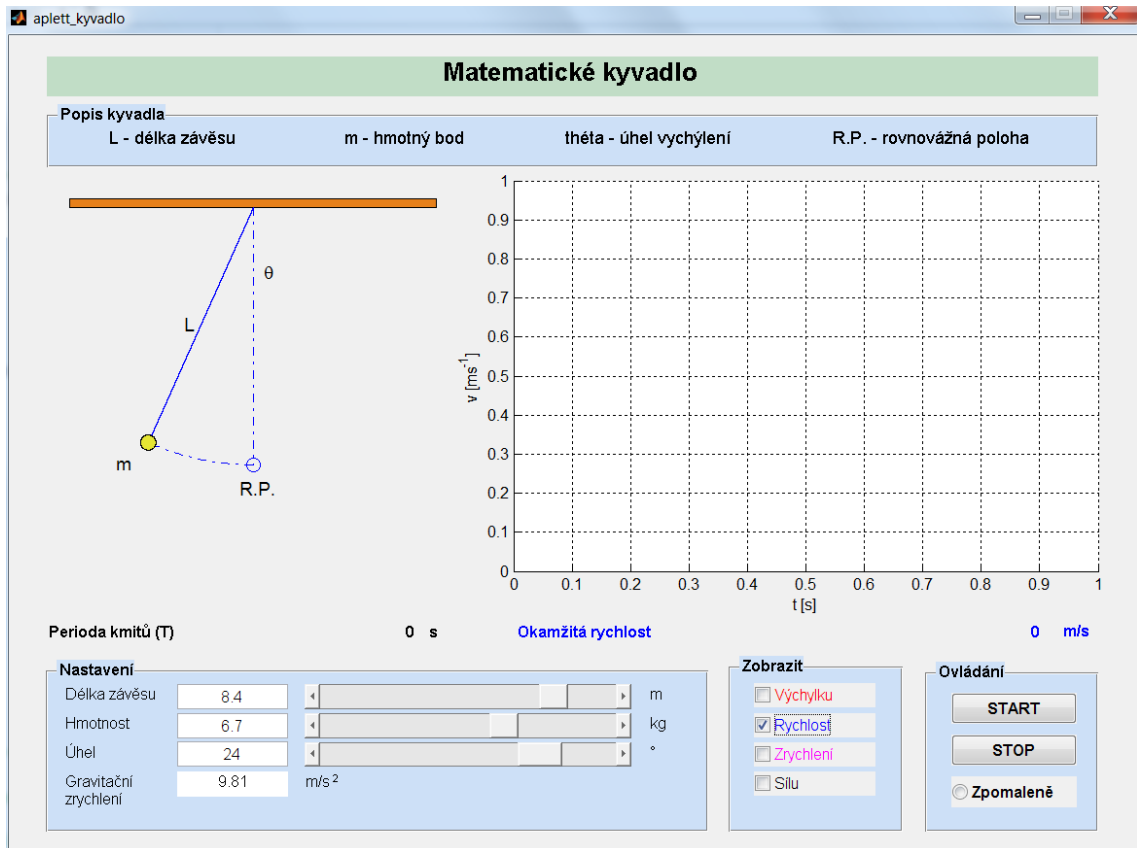 aplett_kyvadlo
Matematické kyvadlo
Popis kyvadla
L - délka závěsu m - hmotný bod théta - úhel vychýlení R.P. - rovnovážná poloha
θ
L
m
R.P.
1
0.9
0.8
0.7
0.6
0.5
0.4
0.3
0.2
0.1
0
v [ms-1]
0 0.1 0.2 0.3 0.4 0.5 0.6 0.7 0.8 0.9 1
t [s]
Perioda kmitů (T) 0 s Okamžitá rychlost 0 m/s
Nastavení
Délka závěsu 8.4 m
Hmotnost 6.7 kg
Úhel 24 °
Gravitační zrychlení 9.81 m/s 2
Zobrazit
Výchylku
Rychlost
Zrychlení
Sílu
Ovládání
START
STOP
Zpomaleně